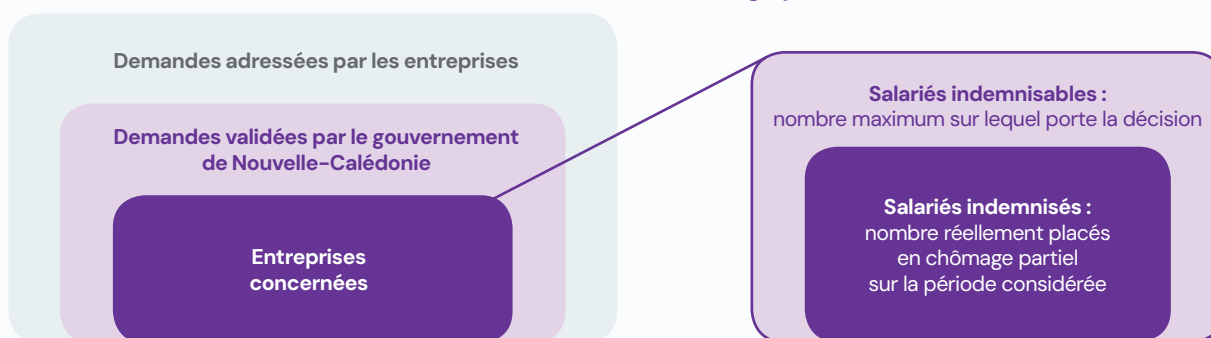 Demandes adressées par les entreprises
Demandes validées par le gouvernement
de Nouvelle-Calédonie
Entreprises
concernées
Salariés indemnisables :
nombre maximum sur lequel porte la décision
Salariés indemnisés :
nombre réellement placés
en chômage partiel
sur la période considérée